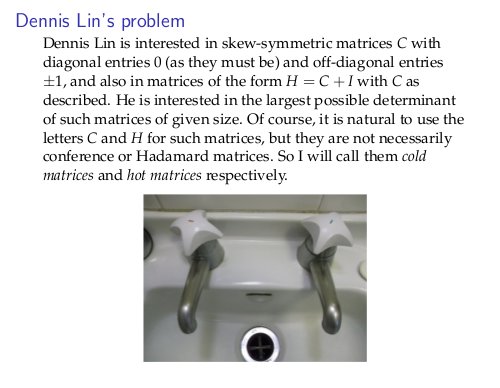 Dennis Lin's problem
Dennis Lin is interested in skew-symmetric matrices C with
diagonal entries 0 (as they must be) and off-diagonal entries
±1, and also in matrices of the form H = C + I with C as
described. He is interested in the largest possible determinant
of such matrices of given size. Of course, it is natural to use the
letters C and H for such matrices, but they are not necessarily
conference or Hadamard matrices. So I will call them cold
matrices and hot matrices respectively.